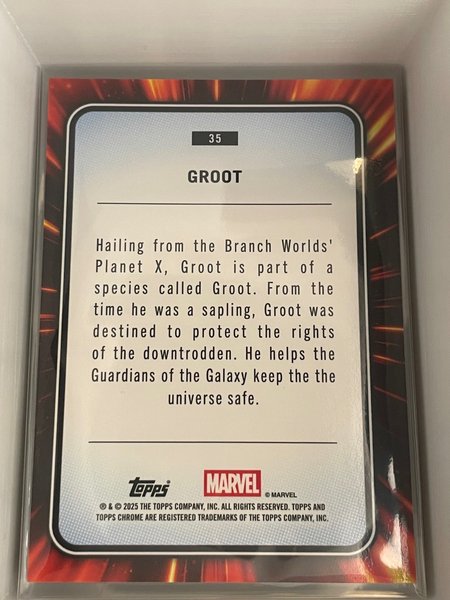 35
GROOT
Hailing from the Branch Worlds'
Planet X, Groot is part of a
species called Groot. From the
time he was a sapling, Groot was
destined to protect the rights
of the downtrodden. He helps the
Guardians of the Galaxy keep the the
universe safe.
topps MARVEL © MARVEL
® & © 2025 THE TOPPS COMPANY, INC. ALL RIGHTS RESERVED. TOPPS AND
TOPPS CHROME ARE REGISTERED TRADEMARKS OF THE TOPPS COMPANY, INC.